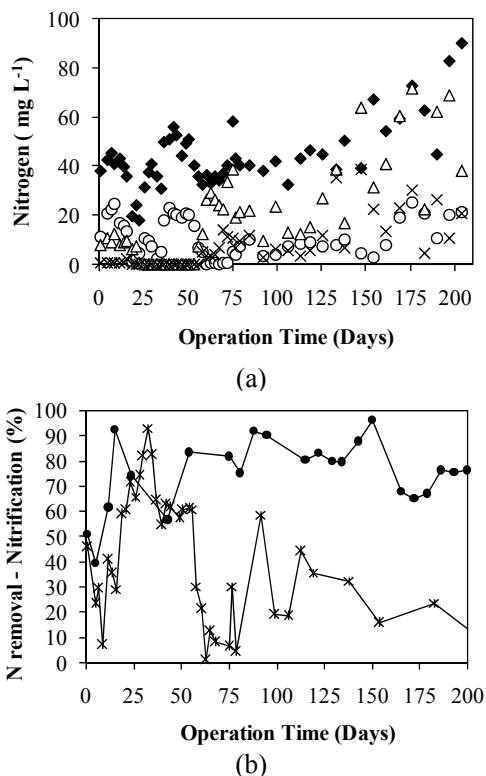 100
80
60
40
20
0
Nitrogen ( mg L-1)
0 25 50 75 100 125 150 175 200
Operation Time (Days)
(a)
100
90
80
70
60
50
40
30
20
10
0
N removal - Nitrification (%)
0 25 50 75 100 125 150 175 200
Operation Time (Days)
(b)